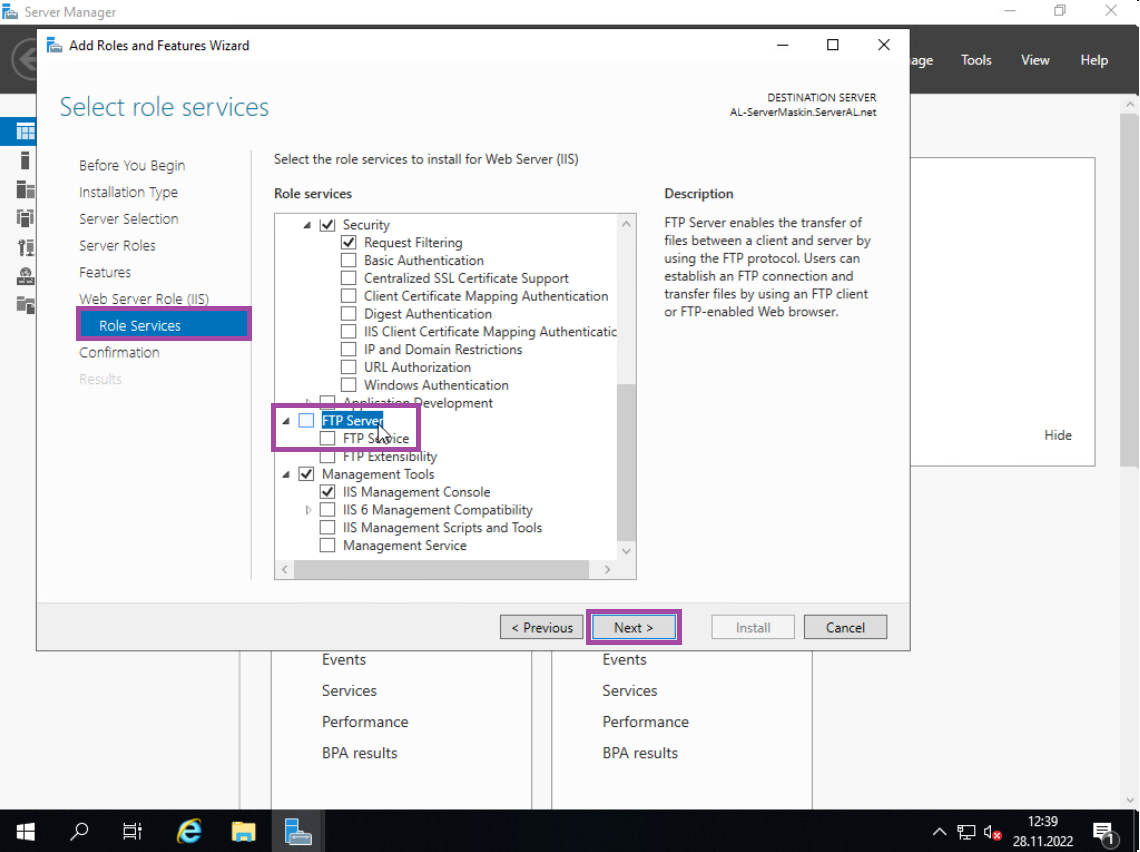 Server Manager
Add Roles and Features Wizard
age Tools View Help
Select role services
DESTINATION SERVER
AL-ServerMaskin.ServerAL.net
Before You Begin
Installation Type
Server Selection
Server Roles
Features
Web Server Role (IIS)
Role Services
Confirmation
Results
Select the role services to install for Web Server (IIS)
Role services
Security
Request Filtering
Basic Authentication
Centralized SSL Certificate Support
Client Certificate Mapping Authentication
Digest Authentication
IIS Client Certificate Mapping Authenticatic
IP and Domain Restrictions
URL Authorization
Windows Authentication
Application Development
FTP Server
FTP Service
FTP Extensibility
Management Tools
IIS Management Console
IIS 6 Management Compatibility
IIS Management Scripts and Tools
Management Service
Description
FTP Server enables the transfer of
files between a client and server by
using the FTP protocol. Users can
establish an FTP connection and
transfer files by using an FTP client
or FTP-enabled Web browser.
Hide
< Previous Next > Install Cancel
Events
Services
Performance
BPA results
Events
Services
Performance
BPA results
12:39
28.11.2022
1